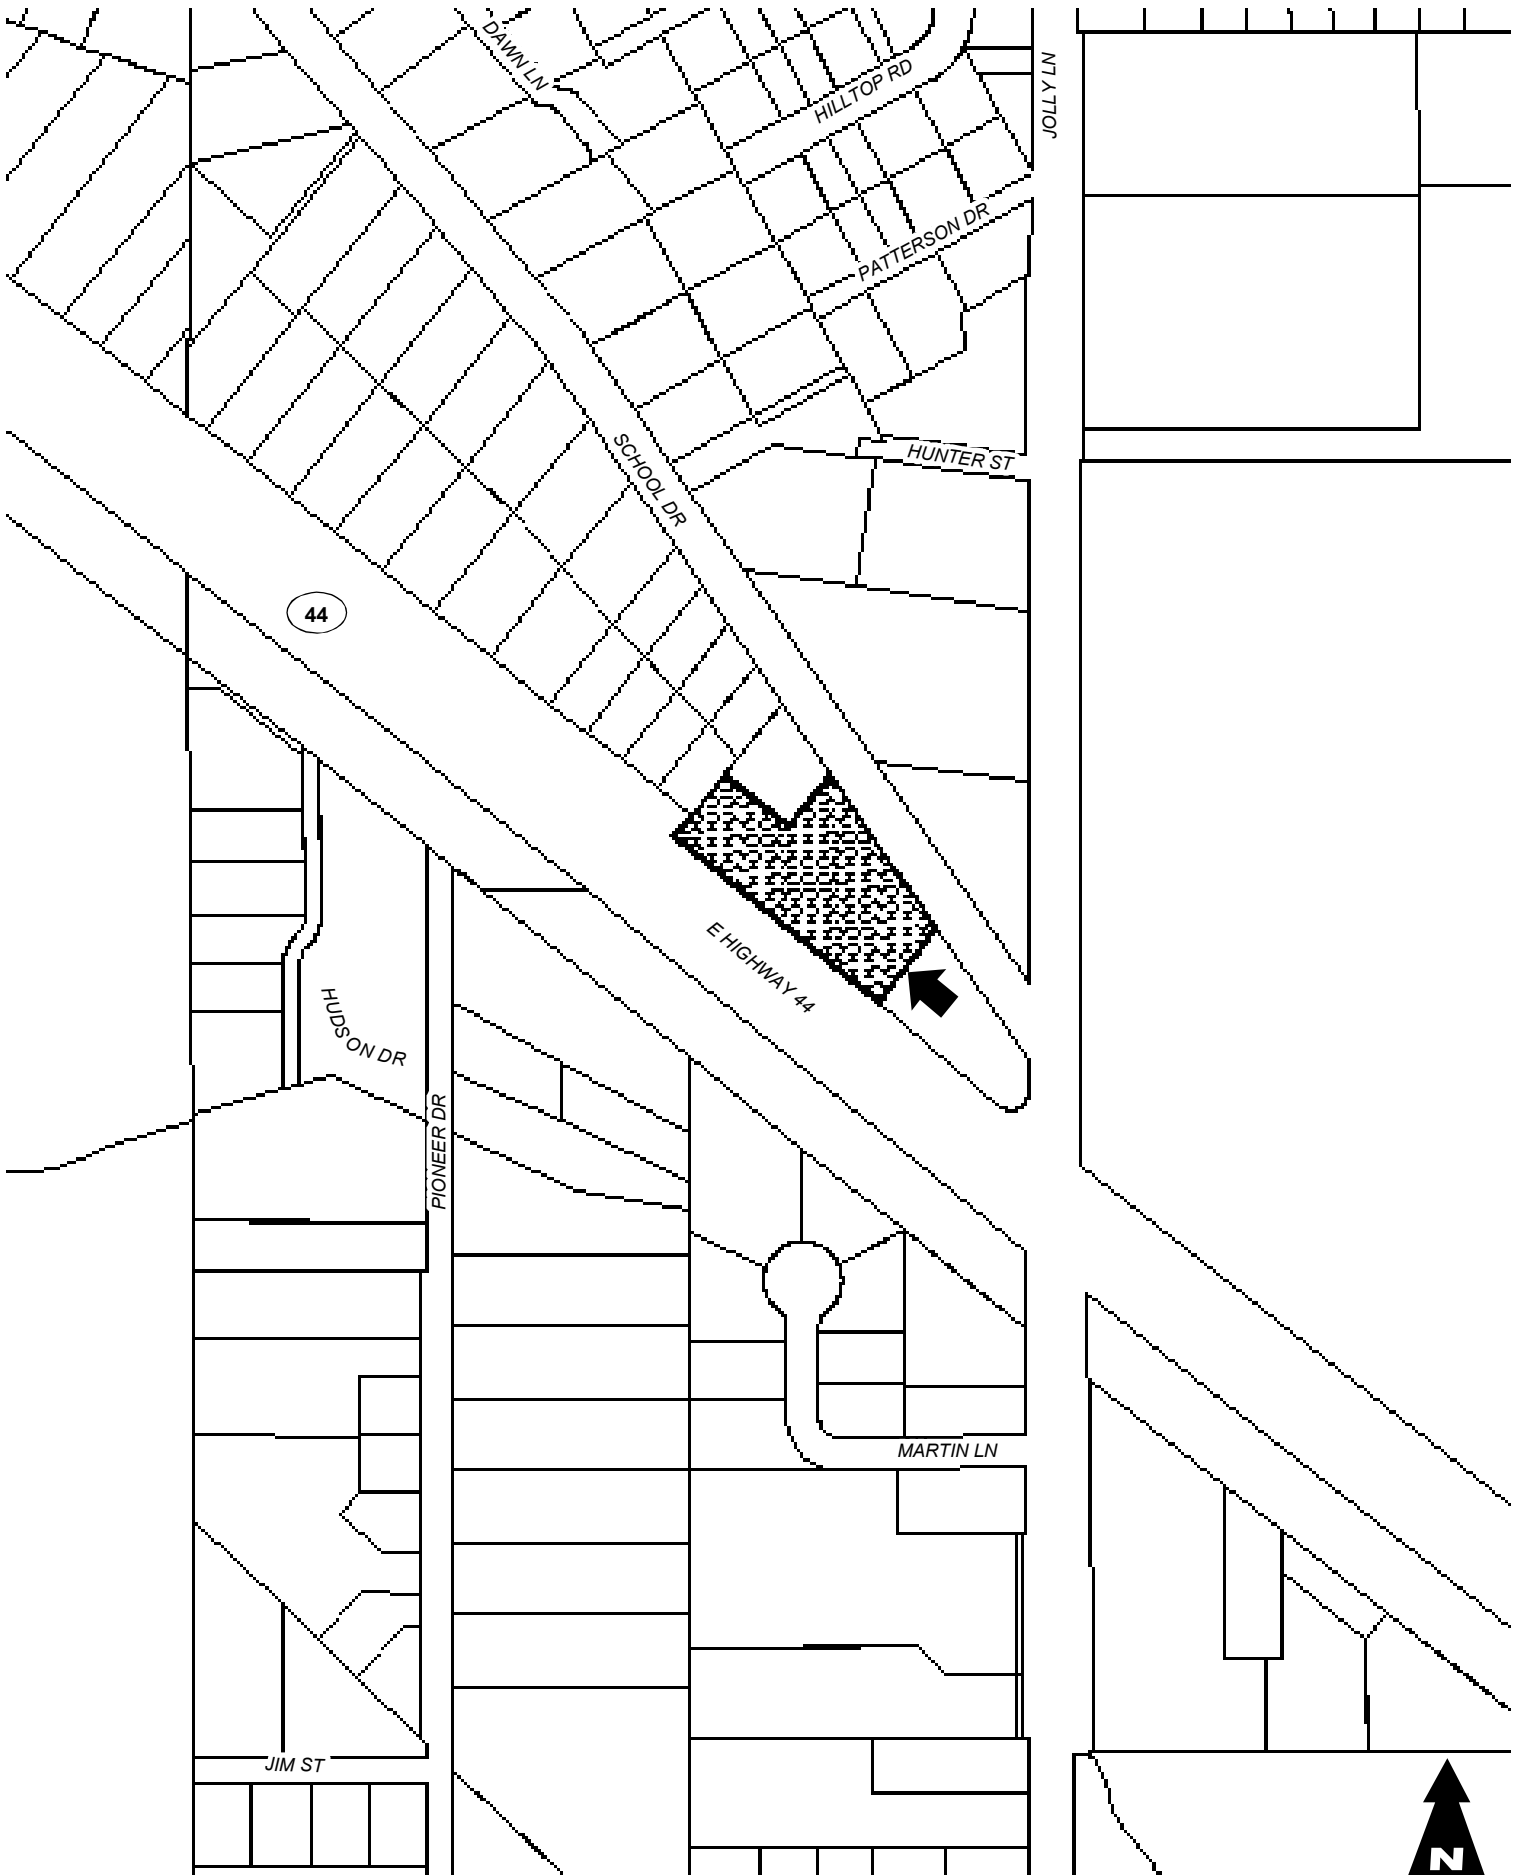 DAWN LN
HILLTOP RD
JOLLY LN
PATTERSON DR
SCHOOL DR
HUNTER ST
44
E HIGHWAY 44
HUDSON DR
PIONEER DR
MARTIN LN
JIM ST
N